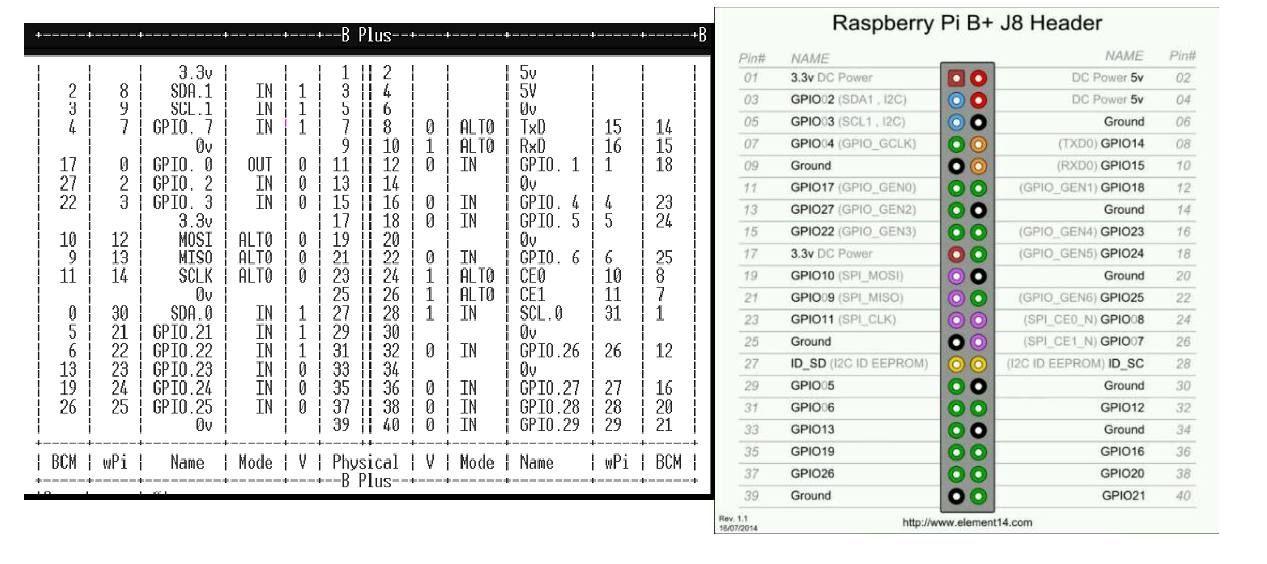 +-----+-----+---------+------+---+--B Plus--+---+------+---------+-----+-----+B
| | | 3.3v | | | 1 || 2 | | | 5v | | |
| 2 | 8 | SDA.1 | IN | 1 | 3 || 4 | | | 5V | | |
| 3 | 9 | SCL.1 | IN | 1 | 5 || 6 | | | 0v | | |
| 4 | 7 | GPIO. 7 | IN | 1 | 7 || 8 | 0 | ALT0 | TxD | 15 | 14 |
| | | 0v | | | 9 || 10 | 1 | ALT0 | RxD | 16 | 15 |
| 17 | 0 | GPIO. 0 | OUT | 0 | 11 || 12 | 0 | IN | GPIO. 1 | 1 | 18 |
| 27 | 2 | GPIO. 2 | IN | 0 | 13 || 14 | | | 0v | | |
| 22 | 3 | GPIO. 3 | IN | 0 | 15 || 16 | 0 | IN | GPIO. 4 | 4 | 23 |
| | | 3.3v | | | 17 || 18 | 0 | IN | GPIO. 5 | 5 | 24 |
| 10 | 12 | MOSI | ALT0 | 0 | 19 || 20 | | | 0v | | |
| 9 | 13 | MISO | ALT0 | 0 | 21 || 22 | 0 | IN | GPIO. 6 | 6 | 25 |
| 11 | 14 | SCLK | ALT0 | 0 | 23 || 24 | 1 | ALT0 | CE0 | 10 | 8 |
| | | 0v | | | 25 || 26 | 1 | ALT0 | CE1 | 11 | 7 |
| 0 | 30 | SDA.0 | IN | 1 | 27 || 28 | 1 | IN | SCL.0 | 31 | 1 |
| 5 | 21 | GPIO.21 | IN | 1 | 29 || 30 | | | 0v | | |
| 6 | 22 | GPIO.22 | IN | 1 | 31 || 32 | 0 | IN | GPIO.26 | 26 | 12 |
| 13 | 23 | GPIO.23 | IN | 0 | 33 || 34 | | | 0v | | |
| 19 | 24 | GPIO.24 | IN | 0 | 35 || 36 | 0 | IN | GPIO.27 | 27 | 16 |
| 26 | 25 | GPIO.25 | IN | 0 | 37 || 38 | 0 | IN | GPIO.28 | 28 | 20 |
| | | 0v | | | 39 || 40 | 0 | IN | GPIO.29 | 29 | 21 |
| BCM | wPi | Name | Mode | V | Physical | V | Mode | Name | wPi | BCM |
+-----+-----+---------+------+---+--B Plus--+---+------+---------+-----+-----+
Raspberry Pi B+ J8 Header
Pin# NAME NAME Pin#
01 3.3v DC Power DC Power 5v 02
03 GPIO02 (SDA1 , I2C) DC Power 5v 04
05 GPIO03 (SCL1 , I2C) Ground 06
07 GPIO04 (GPIO_GCLK) (TXD0) GPIO14 08
09 Ground (RXD0) GPIO15 10
11 GPIO17 (GPIO_GEN0) (GPIO_GEN1) GPIO18 12
13 GPIO27 (GPIO_GEN2) Ground 14
15 GPIO22 (GPIO_GEN3) (GPIO_GEN4) GPIO23 16
17 3.3v DC Power (GPIO_GEN5) GPIO24 18
19 GPIO10 (SPI_MOSI) Ground 20
21 GPIO09 (SPI_MISO) (GPIO_GEN6) GPIO25 22
23 GPIO11 (SPI_CLK) (SPI_CE0_N) GPIO08 24
25 Ground (SPI_CE1_N) GPIO07 26
27 ID_SD (I2C ID EEPROM) (I2C ID EEPROM) ID_SC 28
29 GPIO05 Ground 30
31 GPIO06 GPIO12 32
33 GPIO13 Ground 34
35 GPIO19 GPIO16 36
37 GPIO26 GPIO20 38
39 Ground GPIO21 40
Rev. 1.1
16/07/2014
http://www.element14.com